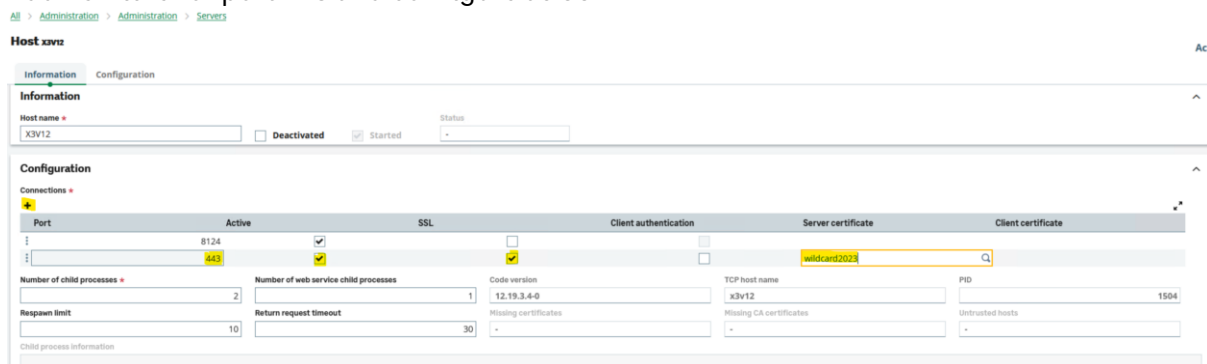 All > Administration > Administration > Servers
Host X3V12
Ac
Information Configuration
Information
Host name * Status
X3V12 Deactivated Started -
Configuration
Connections *
+
Port Active SSL Client authentication Server certificate Client certificate
8124
443 wildcard2023
Number of child processes * Number of web service child processes Code version TCP host name PID
2 1 12.19.3.4-0 x3v12 1504
Respawn limit Return request timeout Missing certificates Missing CA certificates Untrusted hosts
10 30 - - -
Child process information